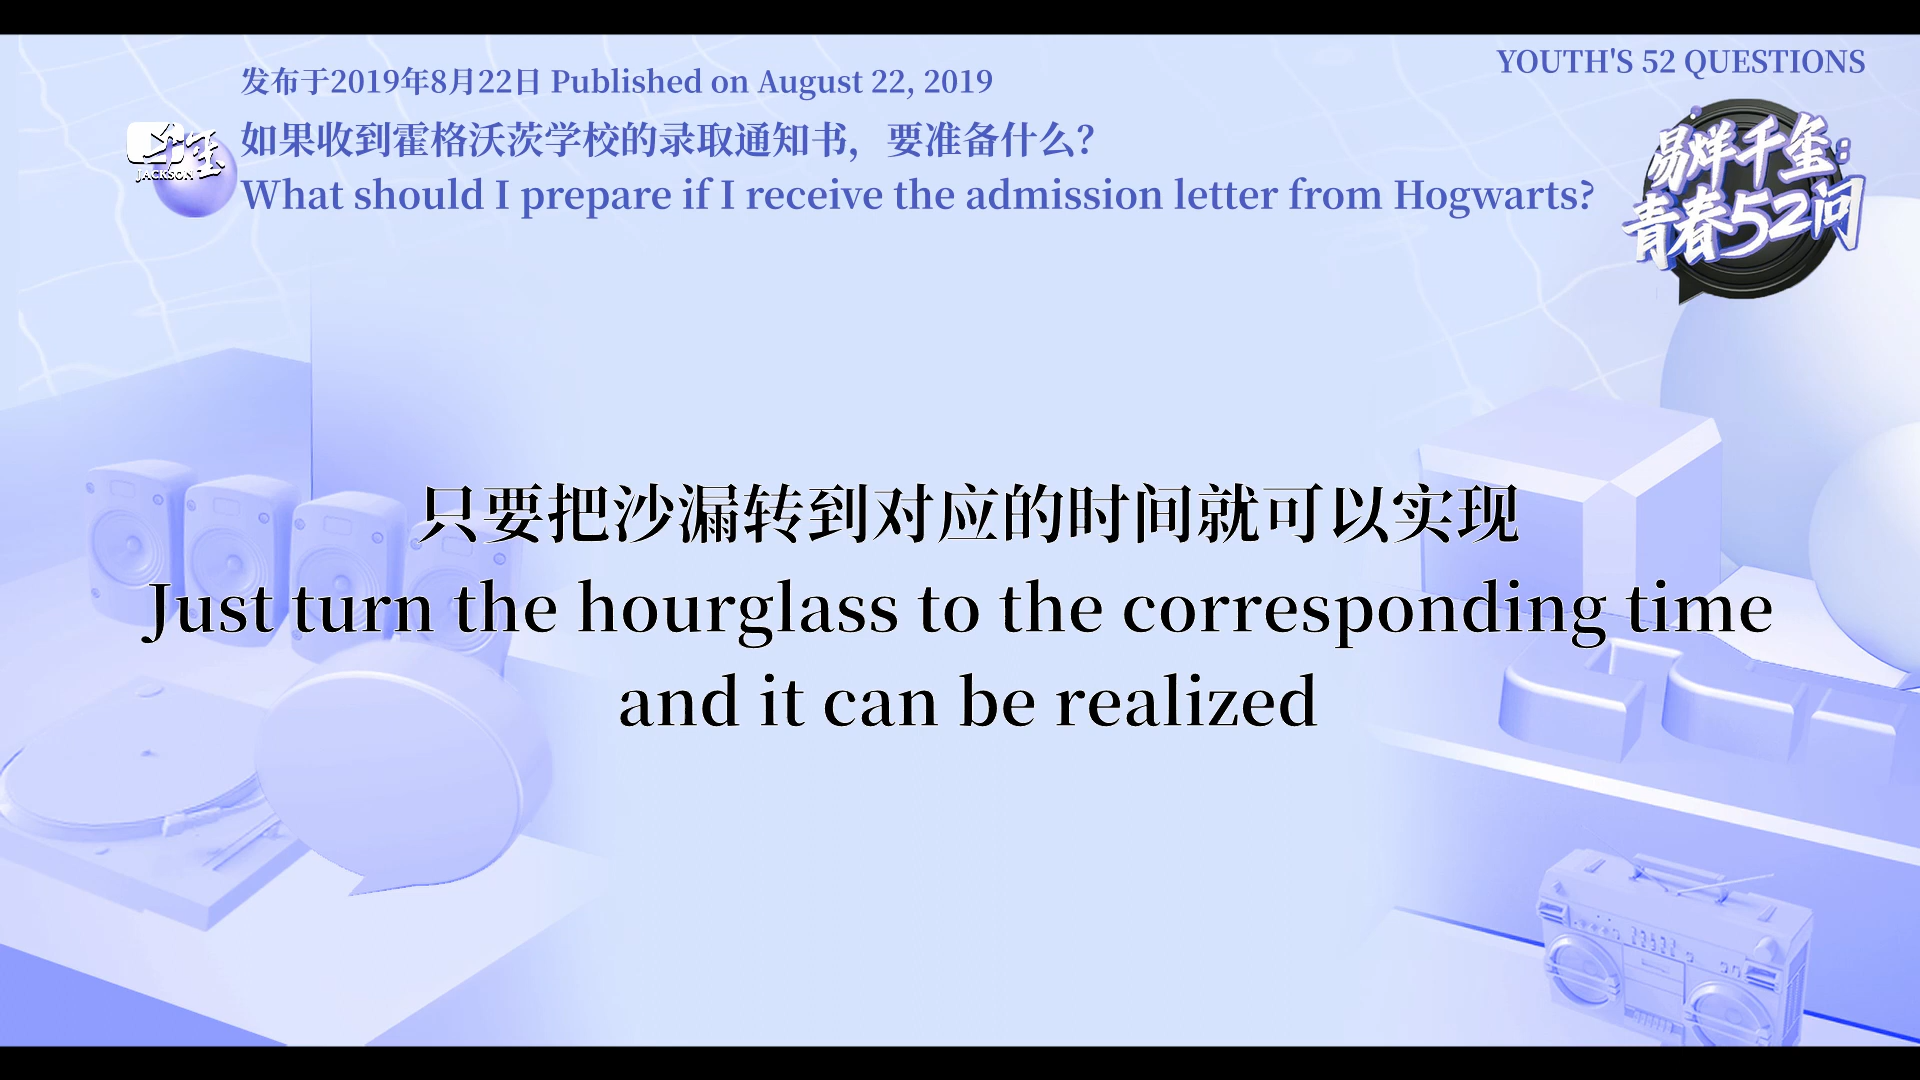 YOUTH'S 52 QUESTIONS
发布于2019年8月22日 Published on August 22, 2019
如果收到霍格沃茨学校的录取通知书，要准备什么？
What should I prepare if I receive the admission letter from Hogwarts?
JACKSON
易烊千玺：
青春52问
只要把沙漏转到对应的时间就可以实现
Just turn the hourglass to the corresponding time
and it can be realized